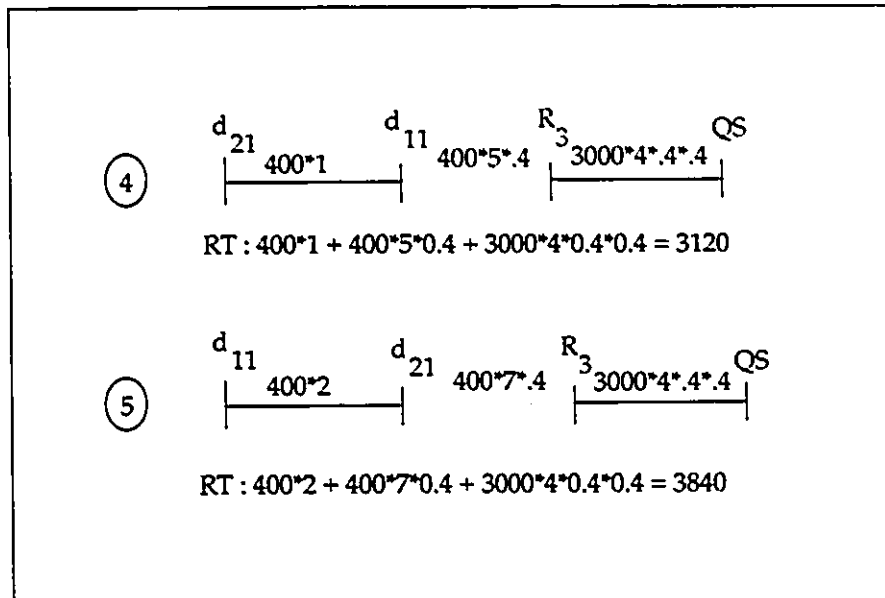 d21 d11 R3 QS
400*1 400*5*.4 3000*4*.4*.4
4
RT : 400*1 + 400*5*0.4 + 3000*4*0.4*0.4 = 3120
d11 d21 R3 QS
400*2 400*7*.4 3000*4*.4*.4
5
RT : 400*2 + 400*7*0.4 + 3000*4*0.4*0.4 = 3840